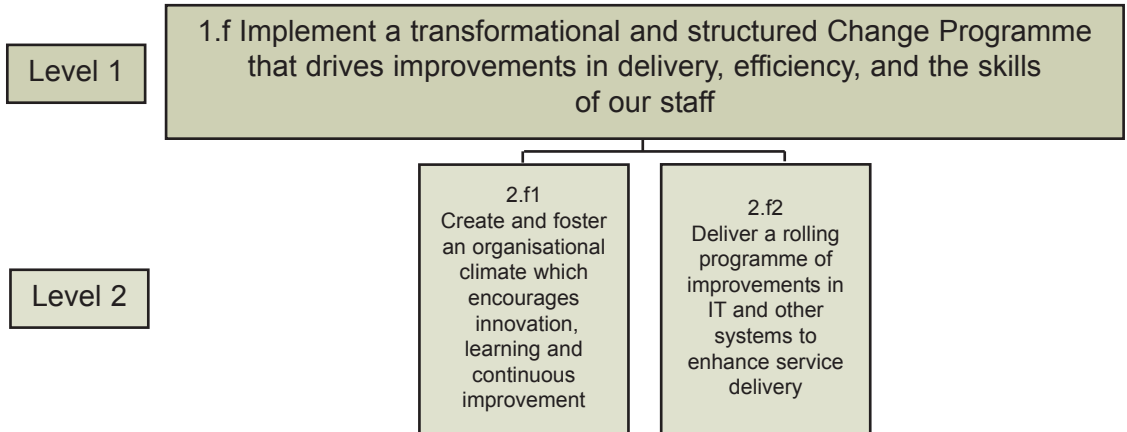 Level 1
1.f Implement a transformational and structured Change Programme
that drives improvements in delivery, efficiency, and the skills
of our staff
Level 2
2.f1
Create and foster
an organisational
climate which
encourages
innovation,
learning and
continuous
improvement
2.f2
Deliver a rolling
programme of
improvements in
IT and other
systems to
enhance service
delivery